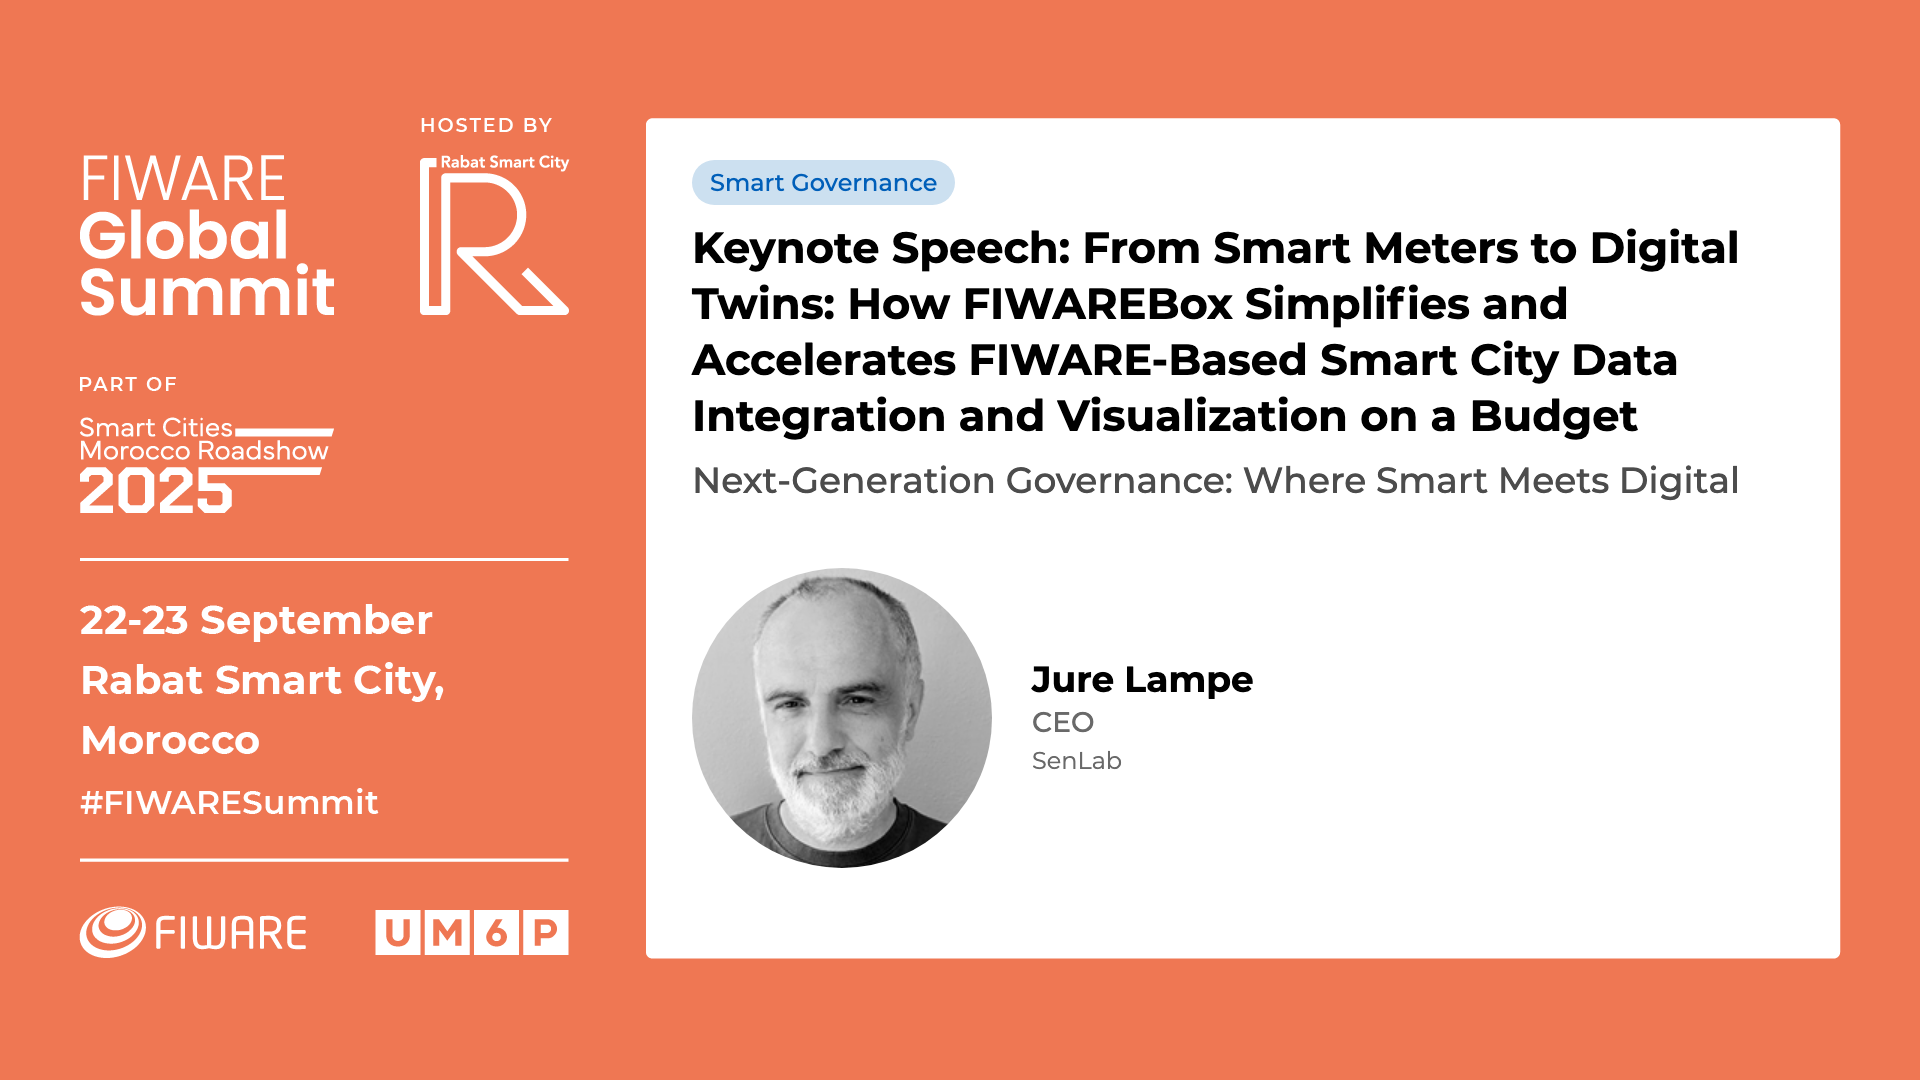 FIWARE
Global
Summit
HOSTED BY
Rabat Smart City
R
PART OF
Smart Cities
Morocco Roadshow
2025
22-23 September
Rabat Smart City,
Morocco
#FIWARESummit
FIWARE
UM6P
Smart Governance
Keynote Speech: From Smart Meters to Digital
Twins: How FIWAREBox Simplifies and
Accelerates FIWARE-Based Smart City Data
Integration and Visualization on a Budget
Next-Generation Governance: Where Smart Meets Digital
Jure Lampe
CEO
SenLab